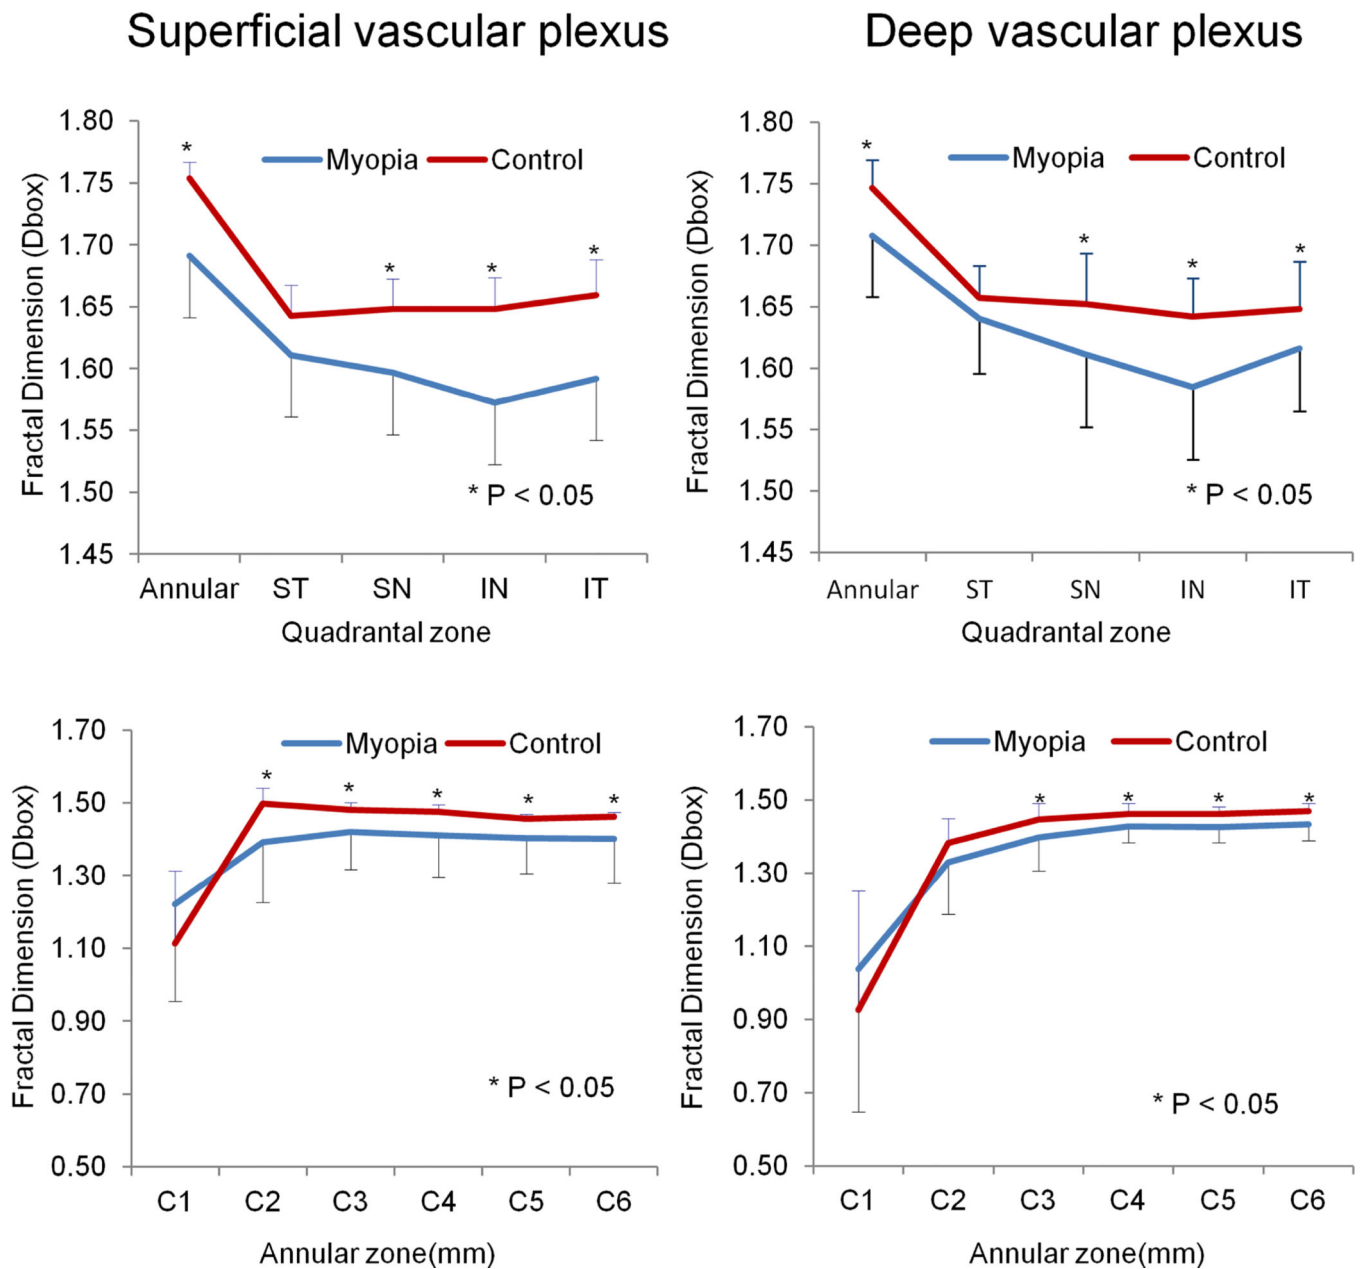 Superficial vascular plexus
Deep vascular plexus
Fractal Dimension (Dbox)
1.80
1.75
1.70
1.65
1.60
1.55
1.50
1.45
Myopia Control
*
* * *
* P < 0.05
Annular ST SN IN IT
Quadrantal zone
Fractal Dimension (Dbox)
1.80
1.75
1.70
1.65
1.60
1.55
1.50
1.45
Myopia Control
*
* * *
* P < 0.05
Annular ST SN IN IT
Quadrantal zone
Fractal Dimension (Dbox)
1.70
1.50
1.30
1.10
0.90
0.70
0.50
Myopia Control
* * * * *
* P < 0.05
C1 C2 C3 C4 C5 C6
Annular zone(mm)
Fractal Dimension (Dbox)
1.70
1.50
1.30
1.10
0.90
0.70
0.50
Myopia Control
* * * *
* P < 0.05
C1 C2 C3 C4 C5 C6
Annular zone(mm)